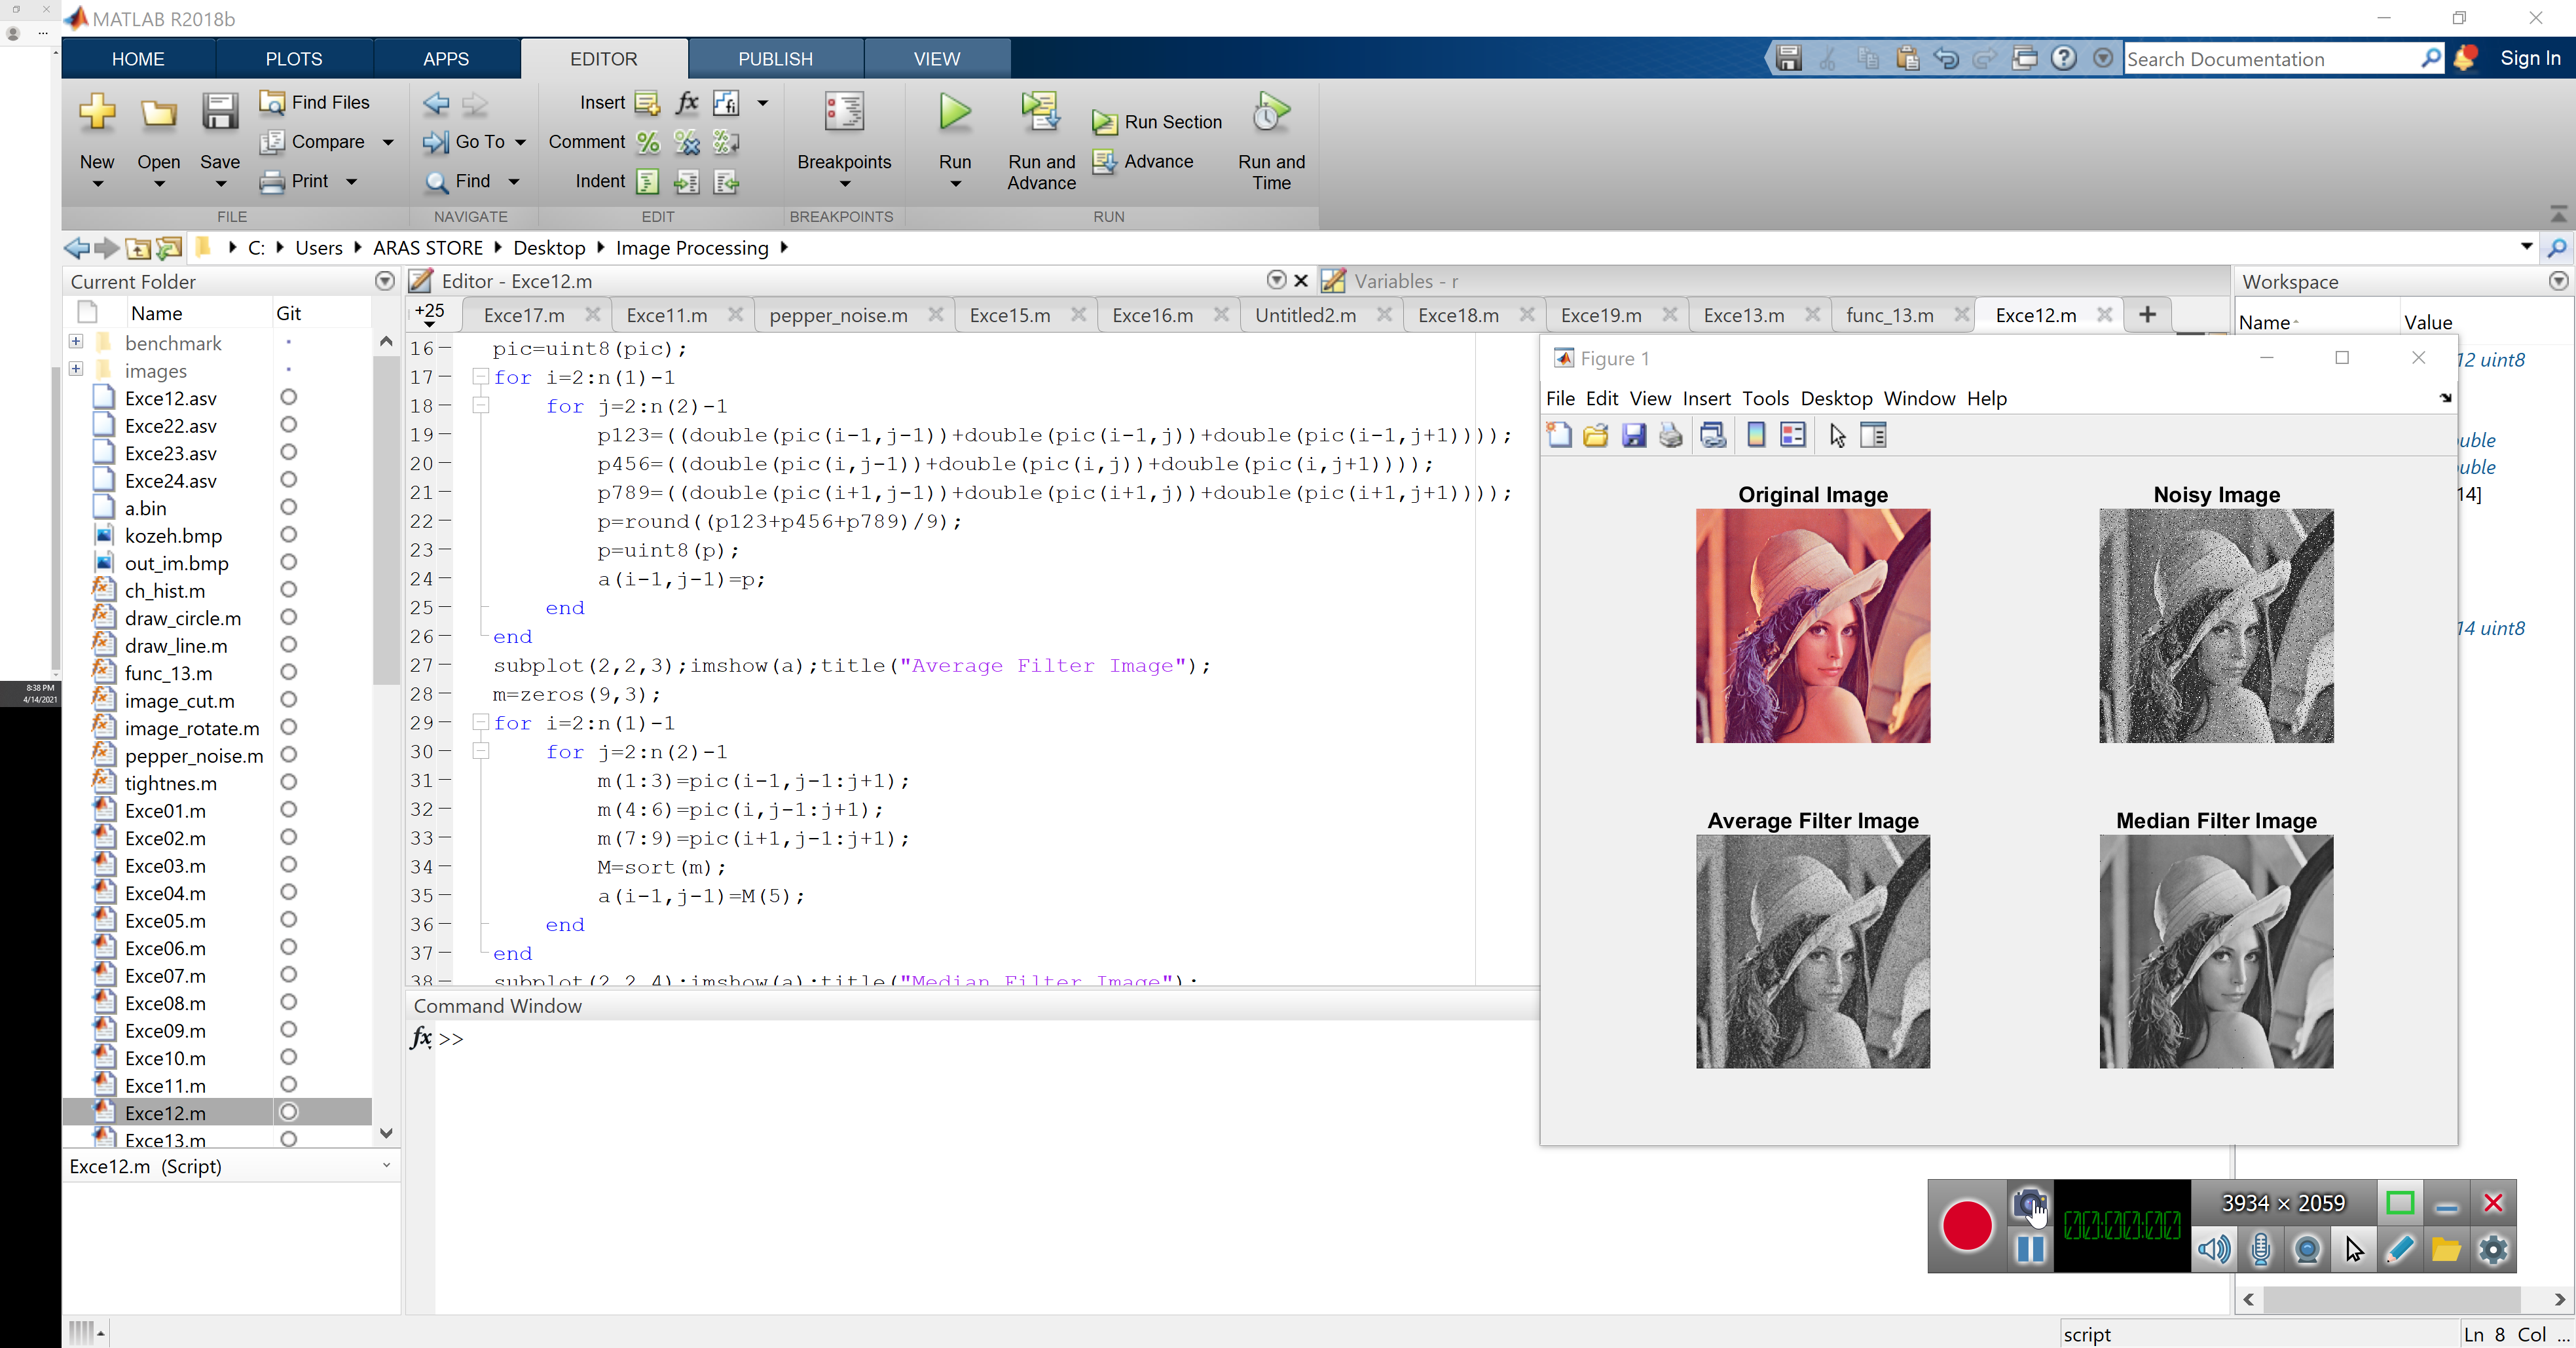 MATLAB R2018b
HOME PLOTS APPS EDITOR PUBLISH VIEW
Search Documentation
Sign In
New Open Save
Find Files
Compare
Print
FILE
Go To
Find
NAVIGATE
Insert fx fi
Comment
Indent
EDIT
Breakpoints
BREAKPOINTS
Run
Run and Advance
Run Section
Advance
Run and Time
RUN
C: Users ARAS STORE Desktop Image Processing
Current Folder
Name Git
benchmark
images
Exce12.asv
Exce22.asv
Exce23.asv
Exce24.asv
a.bin
kozeh.bmp
out_im.bmp
ch_hist.m
draw_circle.m
draw_line.m
func_13.m
image_cut.m
image_rotate.m
pepper_noise.m
tightnes.m
Exce01.m
Exce02.m
Exce03.m
Exce04.m
Exce05.m
Exce06.m
Exce07.m
Exce08.m
Exce09.m
Exce10.m
Exce11.m
Exce12.m
Exce13.m
Exce12.m (Script)
8:38 PM
4/14/2021
Editor - Exce12.m
Variables - r
+25 Exce17.m Exce11.m pepper_noise.m Exce15.m Exce16.m Untitled2.m Exce18.m Exce19.m Exce13.m func_13.m Exce12.m +
16 - pic=uint8(pic);
17 - for i=2:n(1)-1
18 - for j=2:n(2)-1
19 - p123=((double(pic(i-1,j-1))+double(pic(i-1,j))+double(pic(i-1,j+1))));
20 - p456=((double(pic(i,j-1))+double(pic(i,j))+double(pic(i,j+1))));
21 - p789=((double(pic(i+1,j-1))+double(pic(i+1,j))+double(pic(i+1,j+1))));
22 - p=round((p123+p456+p789)/9);
23 - p=uint8(p);
24 - a(i-1,j-1)=p;
25 - end
26 - end
27 - subplot(2,2,3);imshow(a);title("Average Filter Image");
28 - m=zeros(9,3);
29 - for i=2:n(1)-1
30 - for j=2:n(2)-1
31 - m(1:3)=pic(i-1,j-1:j+1);
32 - m(4:6)=pic(i,j-1:j+1);
33 - m(7:9)=pic(i+1,j-1:j+1);
34 - M=sort(m);
35 - a(i-1,j-1)=M(5);
36 - end
37 - end
38 - subplot(2,2,4);imshow(a);title("Median Filter Image");
Command Window
fx >>
Workspace
Name Value
12 uint8
uble
uble
14]
14 uint8
Figure 1
File Edit View Insert Tools Desktop Window Help
Original Image
Noisy Image
Average Filter Image
Median Filter Image
3934 × 2059
00:00:00
script
Ln 8 Col ...